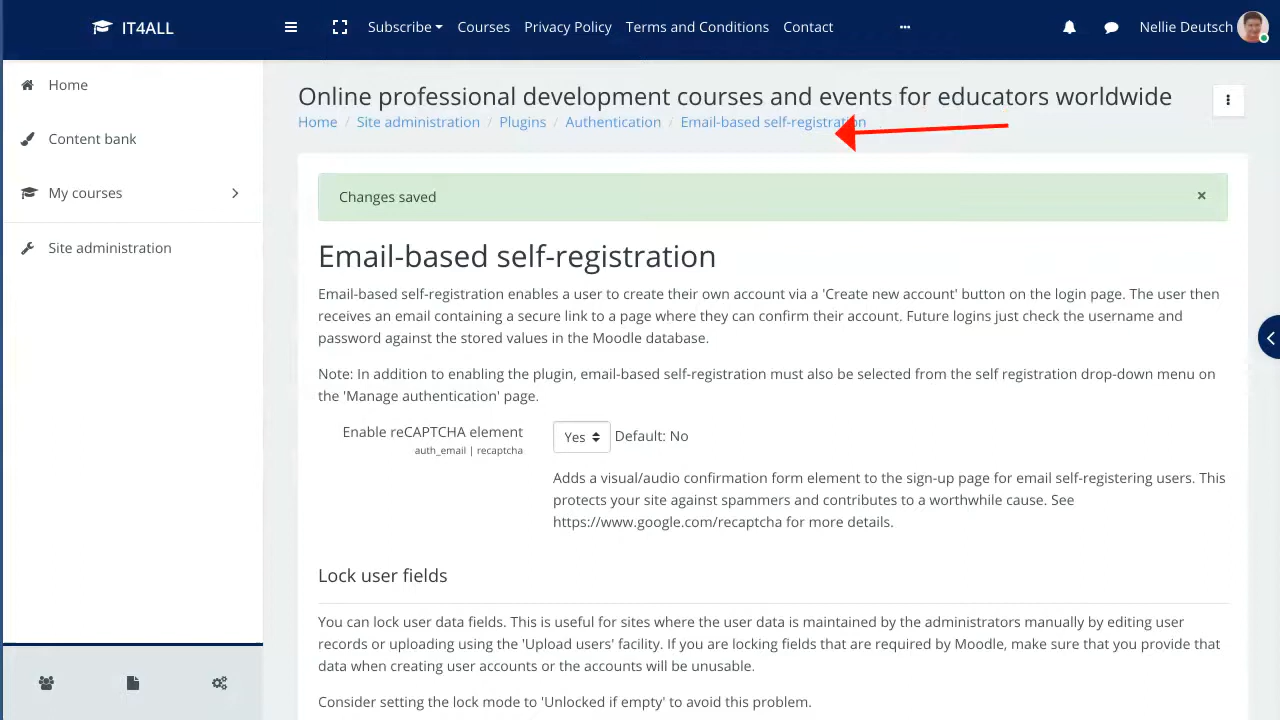 IT4ALL
Subscribe Courses Privacy Policy Terms and Conditions Contact
Nellie Deutsch
Home
Content bank
My courses
Site administration
Online professional development courses and events for educators worldwide
Home / Site administration / Plugins / Authentication / Email-based self-registration
Changes saved ×
Email-based self-registration
Email-based self-registration enables a user to create their own account via a 'Create new account' button on the login page. The user then
receives an email containing a secure link to a page where they can confirm their account. Future logins just check the username and
password against the stored values in the Moodle database.
Note: In addition to enabling the plugin, email-based self-registration must also be selected from the self registration drop-down menu on
the 'Manage authentication' page.
Enable reCAPTCHA element
auth_email | recaptcha
Yes Default: No
Adds a visual/audio confirmation form element to the sign-up page for email self-registering users. This
protects your site against spammers and contributes to a worthwhile cause. See
https://www.google.com/recaptcha for more details.
Lock user fields
You can lock user data fields. This is useful for sites where the user data is maintained by the administrators manually by editing user
records or uploading using the 'Upload users' facility. If you are locking fields that are required by Moodle, make sure that you provide that
data when creating user accounts or the accounts will be unusable.
Consider setting the lock mode to 'Unlocked if empty' to avoid this problem.